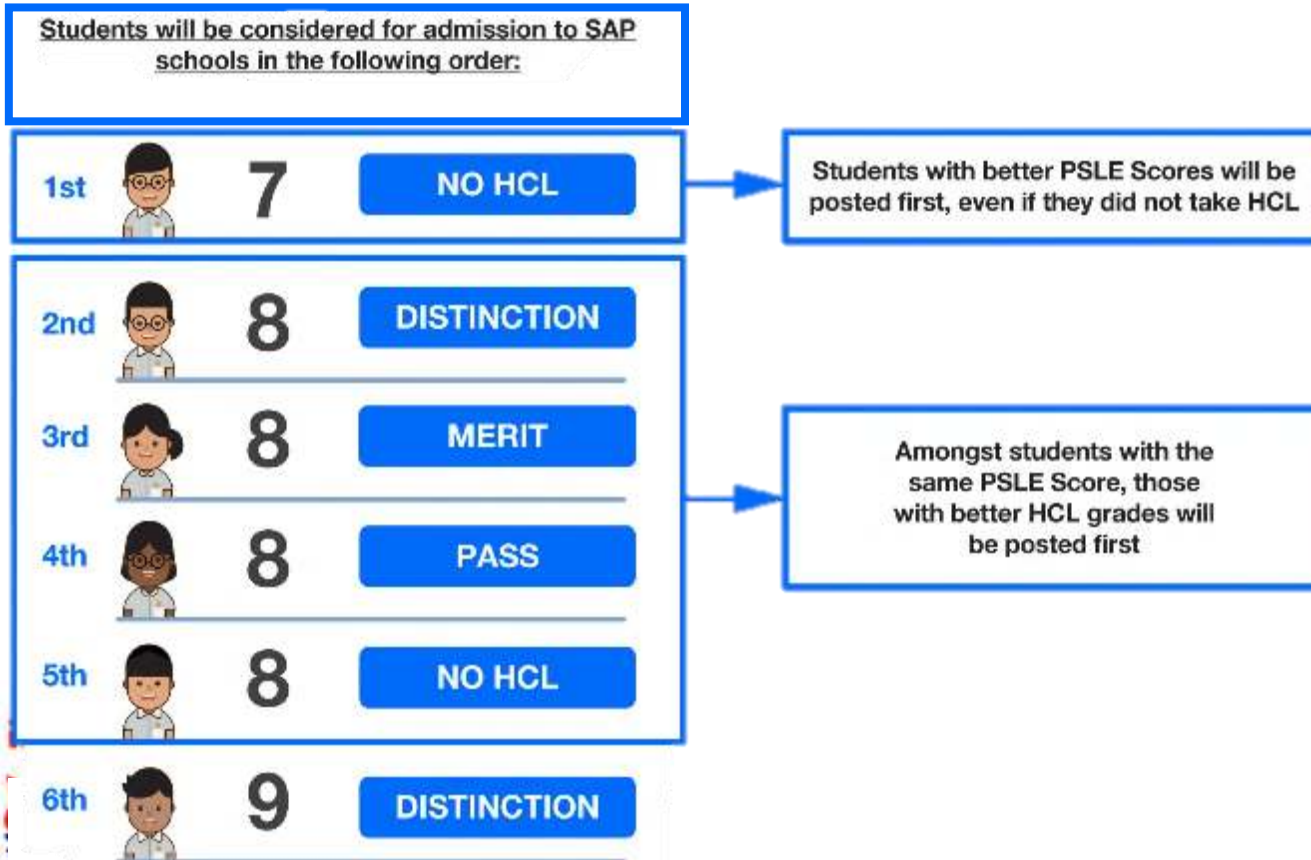 Students will be considered for admission to SAP
schools in the following order:
1st 7 NO HCL
Students with better PSLE Scores will be
posted first, even if they did not take HCL
2nd 8 DISTINCTION
3rd 8 MERIT
4th 8 PASS
5th 8 NO HCL
Amongst students with the
same PSLE Score, those
with better HCL grades will
be posted first
6th 9 DISTINCTION